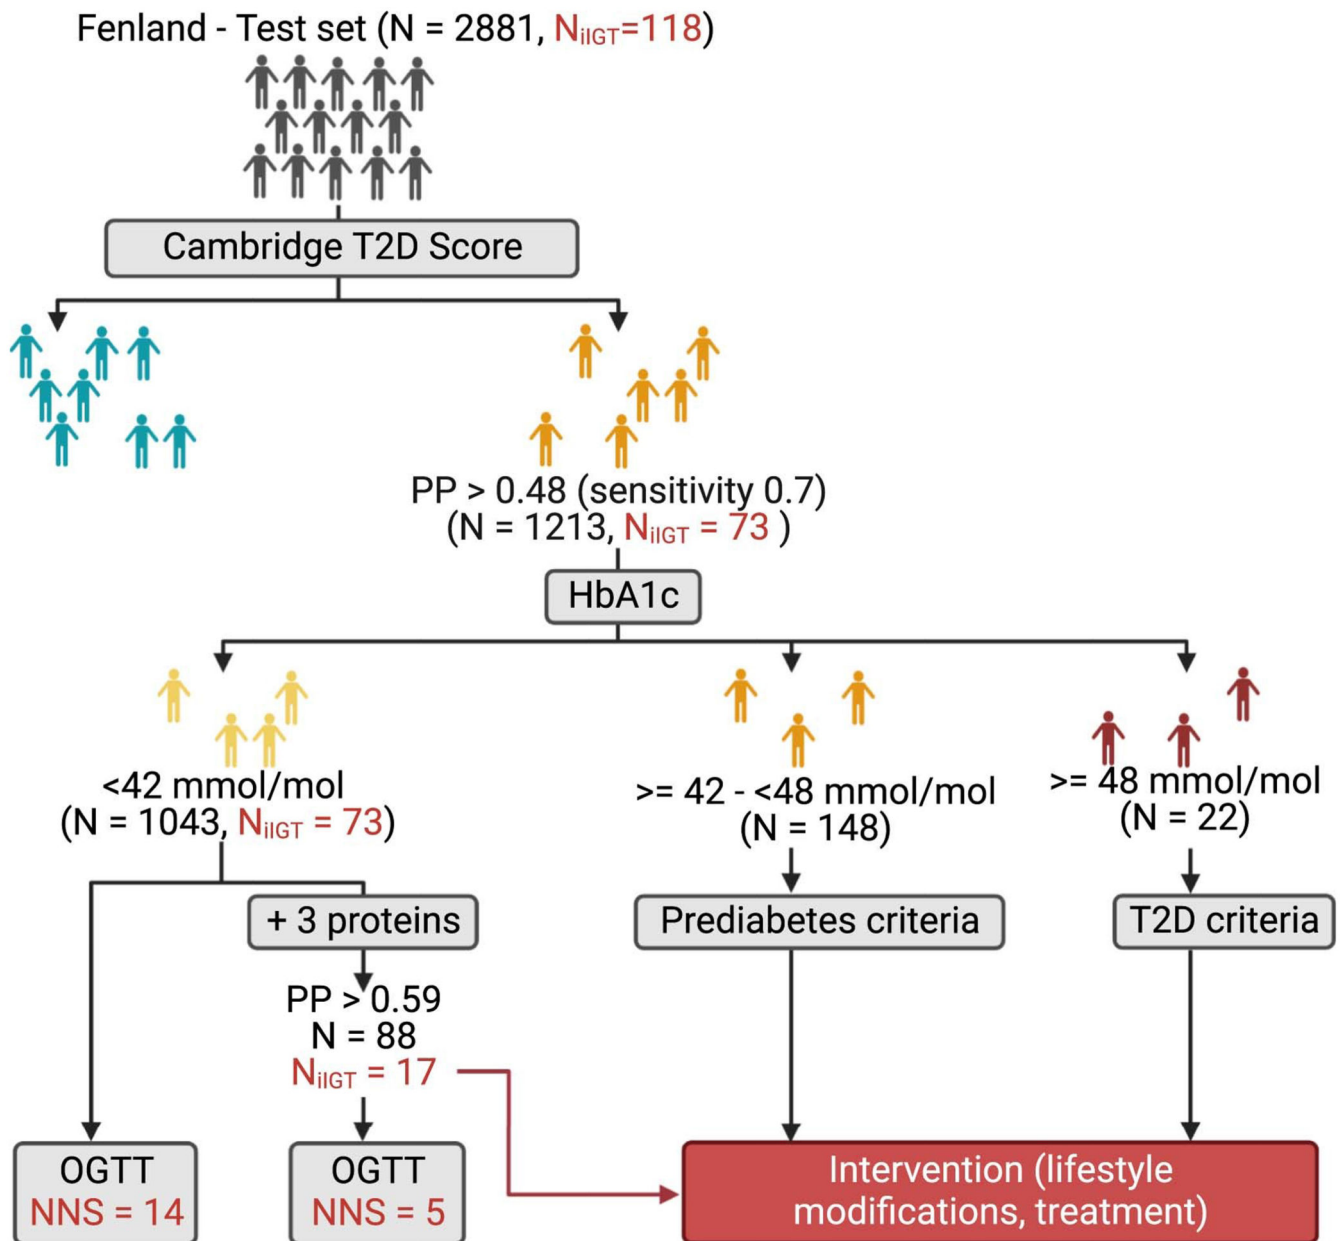 Fenland - Test set (N = 2881, NiIGT=118)
Cambridge T2D Score
PP > 0.48 (sensitivity 0.7)
(N = 1213, NiIGT = 73 )
HbA1c
<42 mmol/mol
(N = 1043, NiIGT = 73)
>= 42 - <48 mmol/mol
(N = 148)
>= 48 mmol/mol
(N = 22)
+ 3 proteins
Prediabetes criteria
T2D criteria
PP > 0.59
N = 88
NiIGT = 17
OGTT
NNS = 14
OGTT
NNS = 5
Intervention (lifestyle
modifications, treatment)